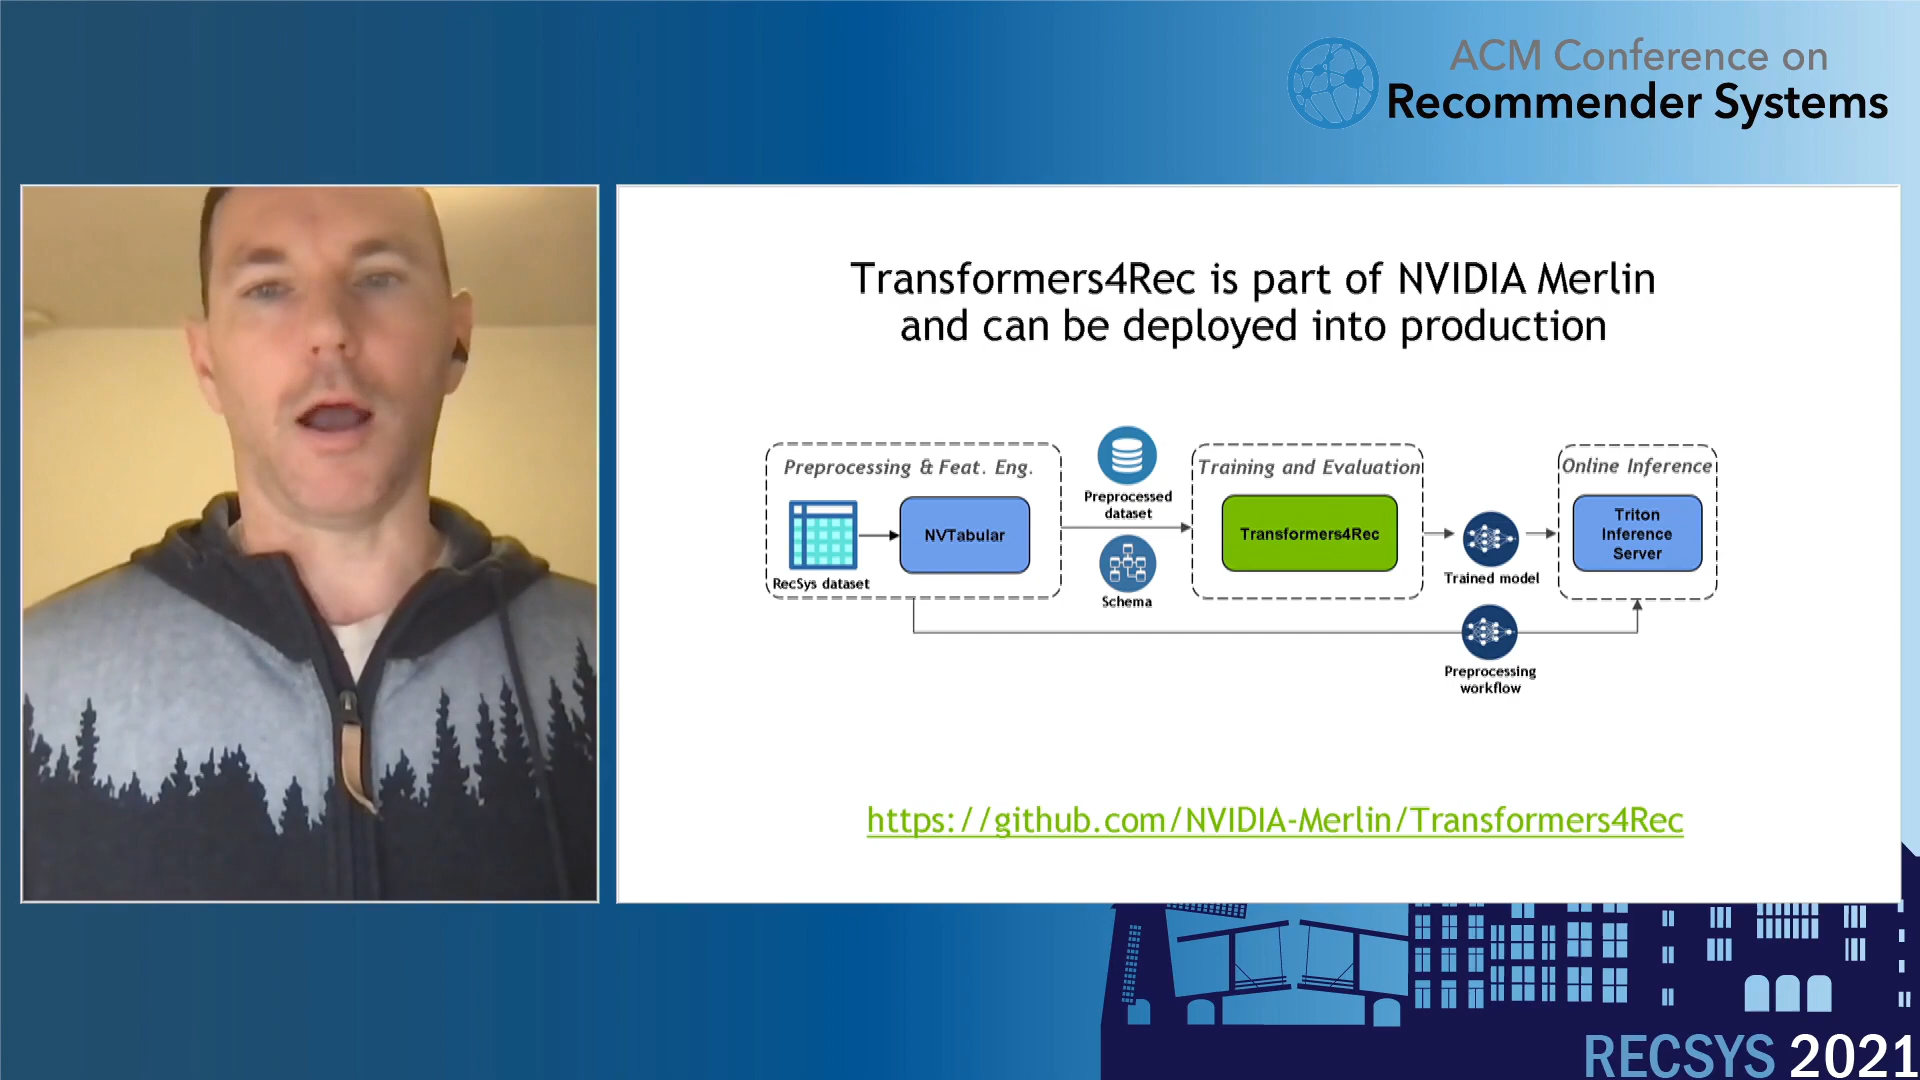 ACM Conference on
Recommender Systems
Transformers4Rec is part of NVIDIA Merlin
and can be deployed into production
Preprocessing & Feat. Eng.
RecSys dataset
NVTabular
Preprocessed
dataset
Schema
Training and Evaluation
Transformers4Rec
Trained model
Online Inference
Triton
Inference
Server
Preprocessing
workflow
https://github.com/NVIDIA-Merlin/Transformers4Rec
RECSYS 2021